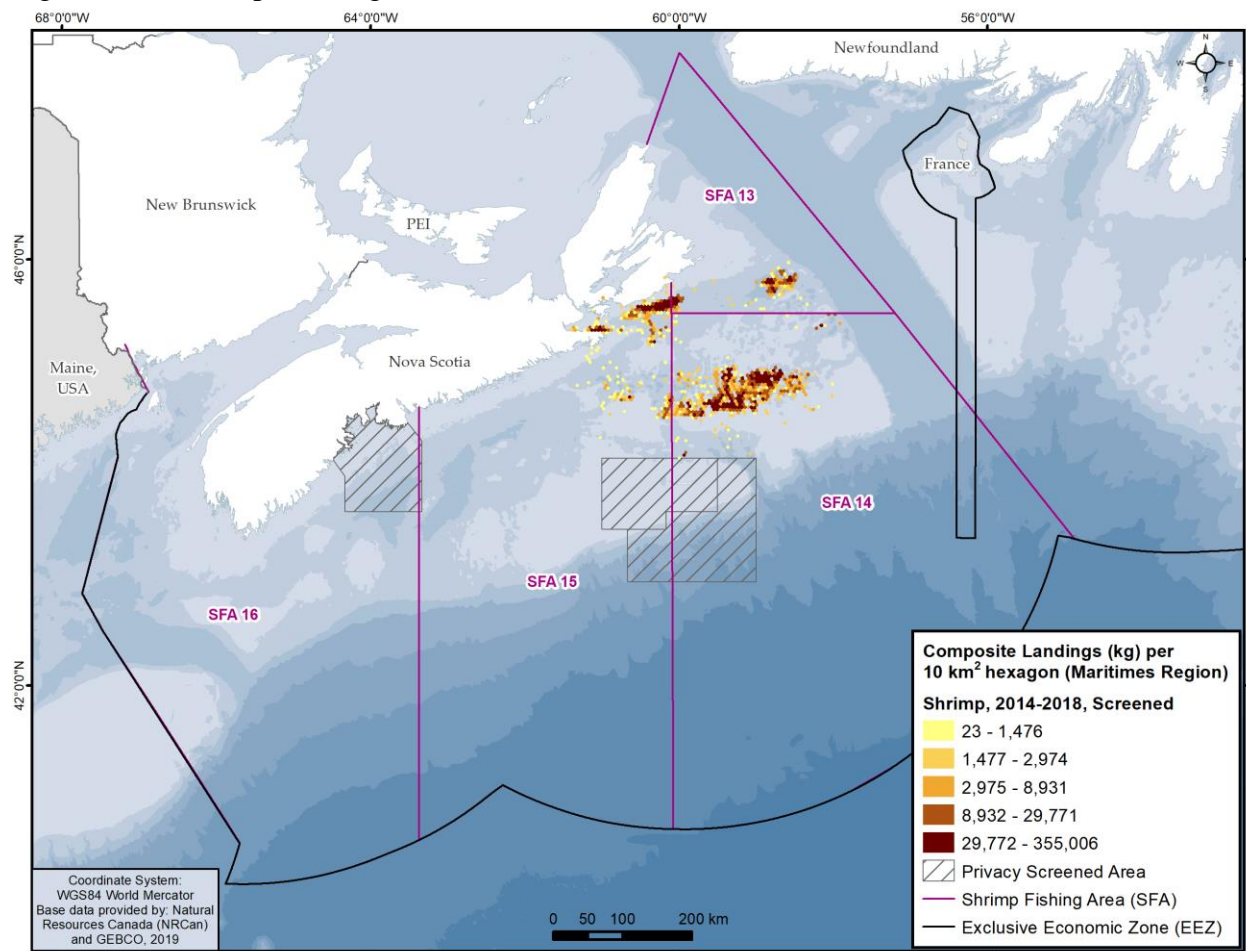 68°0'0"W 64°0'0"W 60°0'0"W 56°0'0"W
Newfoundland
N
W E
S
France
SFA 13
New Brunswick
PEI
46°0'0"N
Nova Scotia
Maine,
USA
SFA 14
SFA 15
SFA 16
42°0'0"N
Composite Landings (kg) per
10 km² hexagon (Maritimes Region)
Shrimp, 2014-2018, Screened
23 - 1,476
1,477 - 2,974
2,975 - 8,931
8,932 - 29,771
29,772 - 355,006
Privacy Screened Area
Shrimp Fishing Area (SFA)
Exclusive Economic Zone (EEZ)
Coordinate System:
WGS84 World Mercator
Base data provided by: Natural
Resources Canada (NRCan)
and GEBCO, 2019
0 50 100 200 km